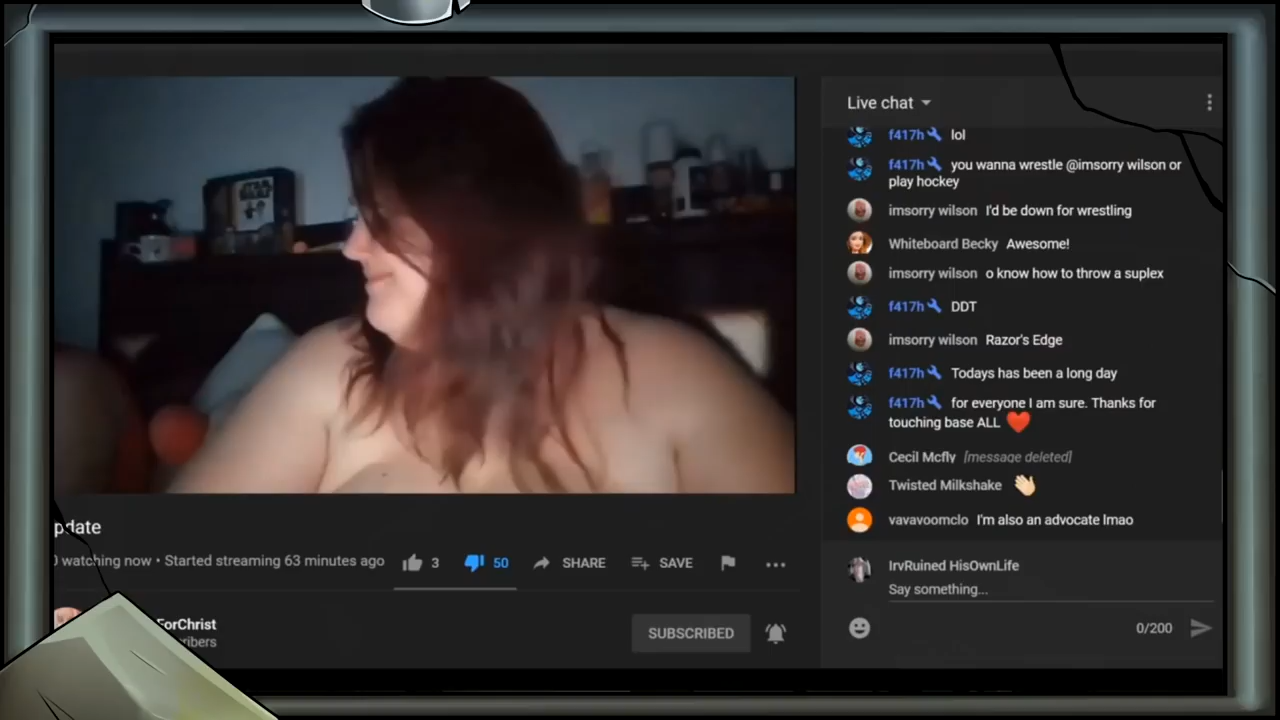 STAR WARS
Live chat
f417h lol
f417h you wanna wrestle @imsorry wilson or
play hockey
imsorry wilson I'd be down for wrestling
Whiteboard Becky Awesome!
imsorry wilson o know how to throw a suplex
f417h DDT
imsorry wilson Razor's Edge
f417h Todays has been a long day
f417h for everyone I am sure. Thanks for
touching base ALL ❤️
Cecil Mcfly [message deleted]
Twisted Milkshake 👋🏻
vavavoomclo I'm also an advocate lmao
IrvRuined HisOwnLife
Say something...
0/200
pdate
watching now • Started streaming 63 minutes ago
3
50
SHARE
SAVE
ForChrist
cribers
SUBSCRIBED